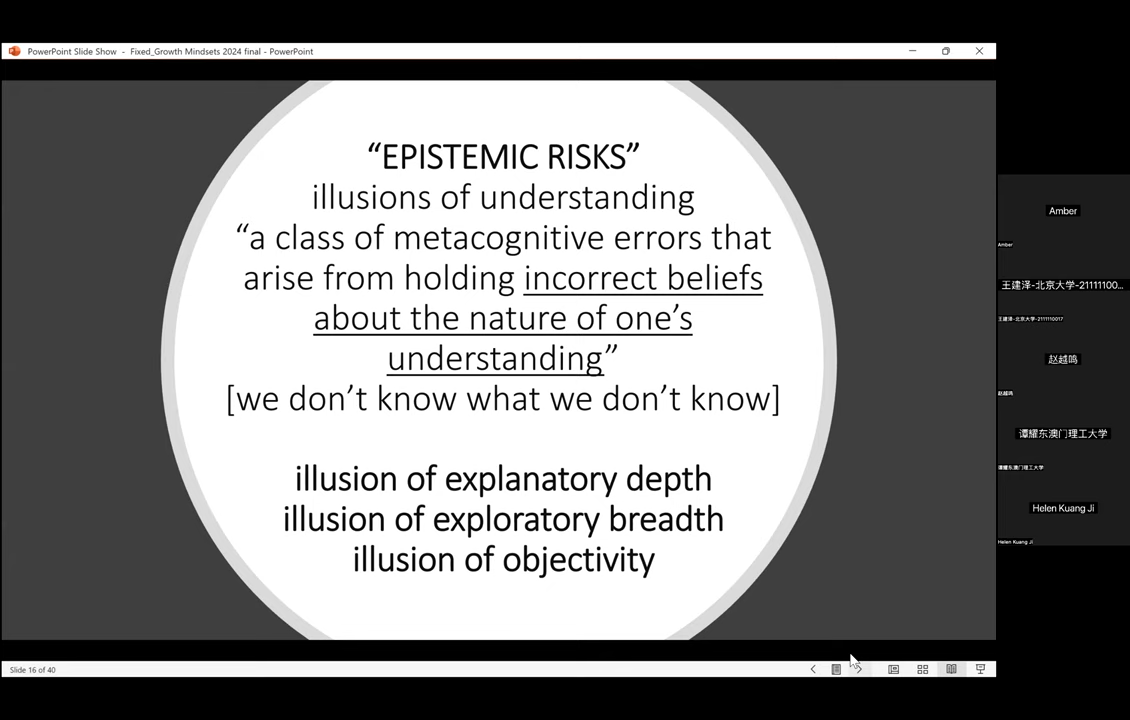 PowerPoint Slide Show - Fixed_Growth Mindsets 2024 final - PowerPoint
“EPISTEMIC RISKS”
illusions of understanding
“a class of metacognitive errors that
arise from holding incorrect beliefs
about the nature of one’s
understanding”
[we don’t know what we don’t know]
illusion of explanatory depth
illusion of exploratory breadth
illusion of objectivity
Slide 16 of 40
Amber
Amber
王建泽-北京大学-21111100...
王建泽-北京大学-2111110017
赵越鸣
赵越鸣
谭耀东澳门理工大学
谭耀东澳门理工大学
Helen Kuang Ji
Helen Kuang Ji